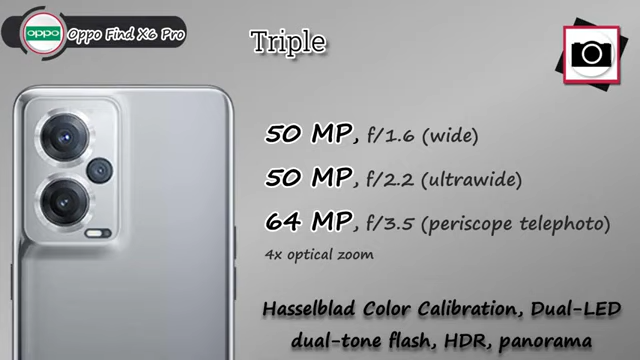 oppo Oppo Find X6 Pro
Triple
50 MP, f/1.6 (wide)
50 MP, f/2.2 (ultrawide)
64 MP, f/3.5 (periscope telephoto)
4x optical zoom
Hasselblad Color Calibration, Dual-LED
dual-tone flash, HDR, panorama